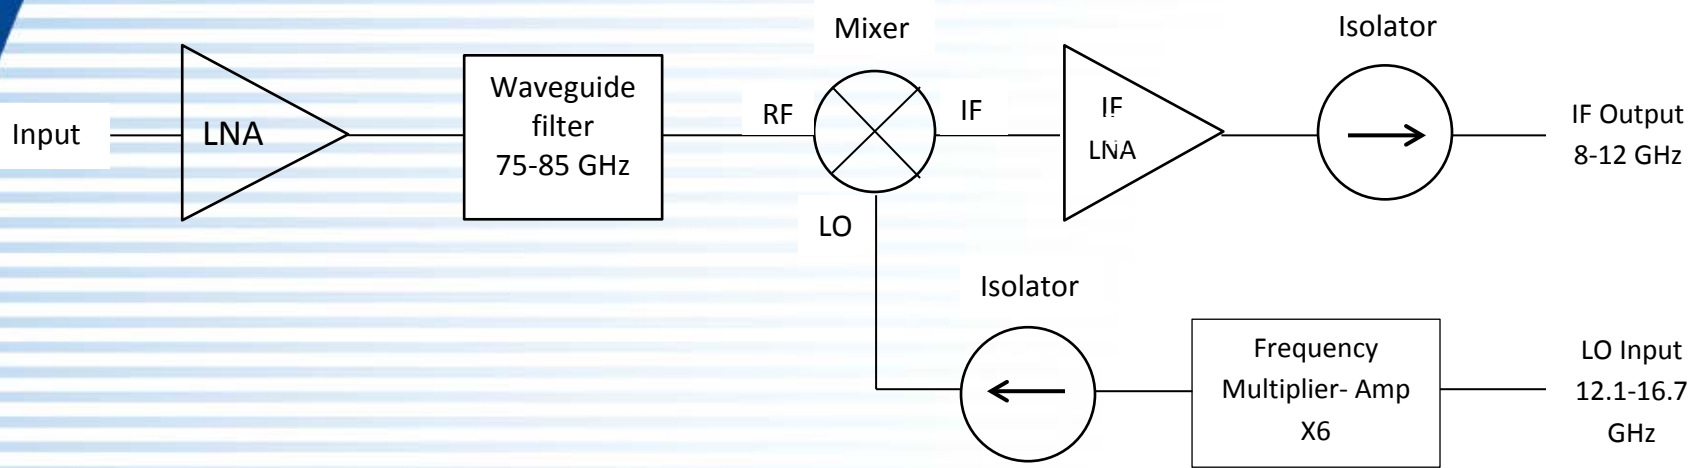 Mixer
Isolator
Input
LNA
Waveguide
filter
75-85 GHz
RF
IF
IF
LNA
IF Output
8-12 GHz
LO
Isolator
Frequency
Multiplier- Amp
X6
LO Input
12.1-16.7
GHz